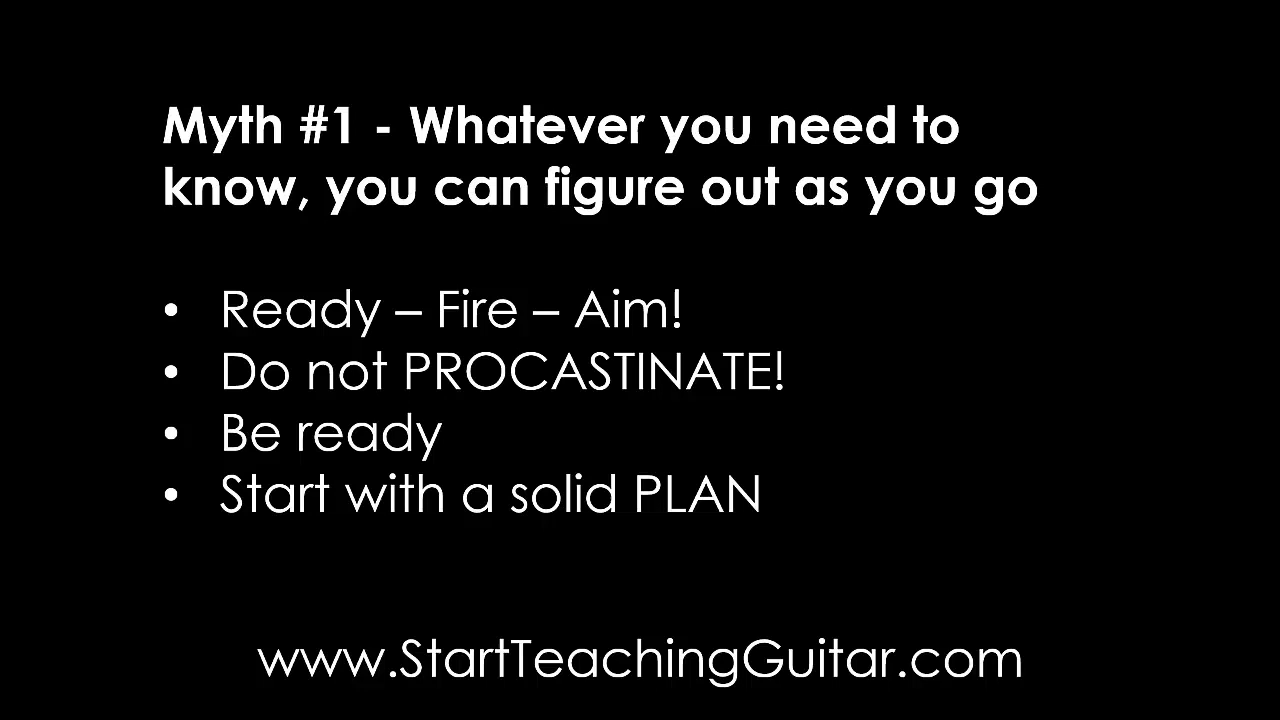 Myth #1 - Whatever you need to
know, you can figure out as you go
• Ready – Fire – Aim!
• Do not PROCASTINATE!
• Be ready
• Start with a solid PLAN
www.StartTeachingGuitar.com